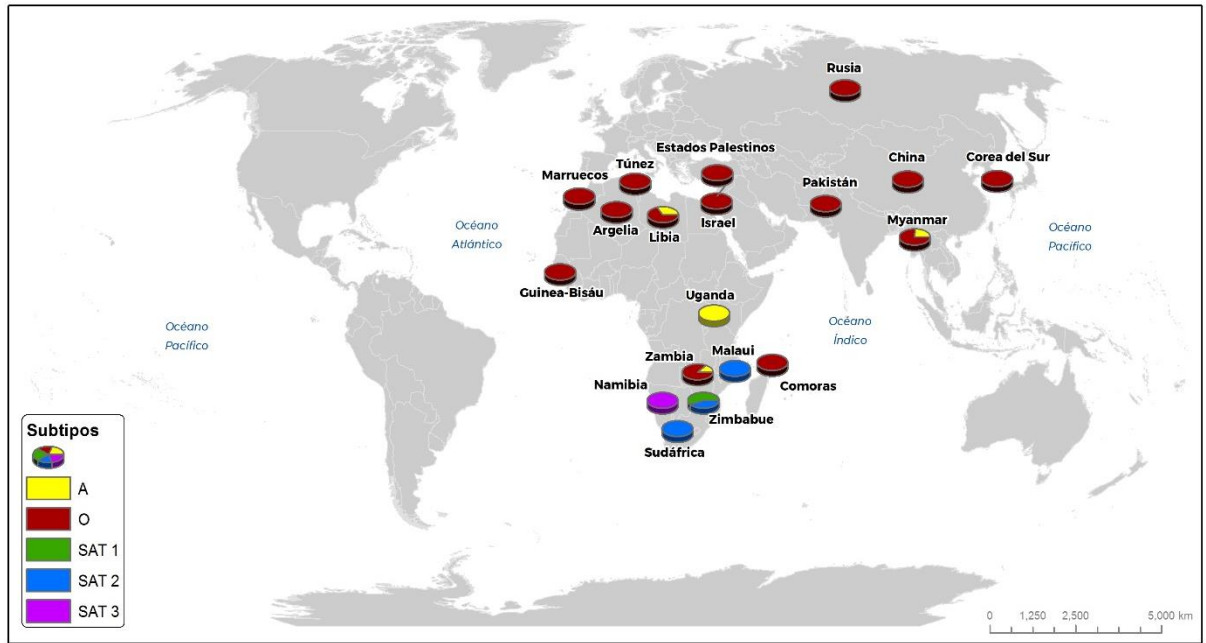 Rusia
Estados Palestinos
Túnez
China
Corea del Sur
Marruecos
Pakistán
Océano
Atlántico
Argelia
Libia
Israel
Myanmar
Océano
Pacífico
Guinea-Bisáu
Uganda
Océano
Pacífico
Océano
Índico
Zambia
Malaui
Namibia
Comoras
Zimbabue
Sudáfrica
Subtipos
A
O
SAT 1
SAT 2
SAT 3
0 1,250 2,500 5,000 km